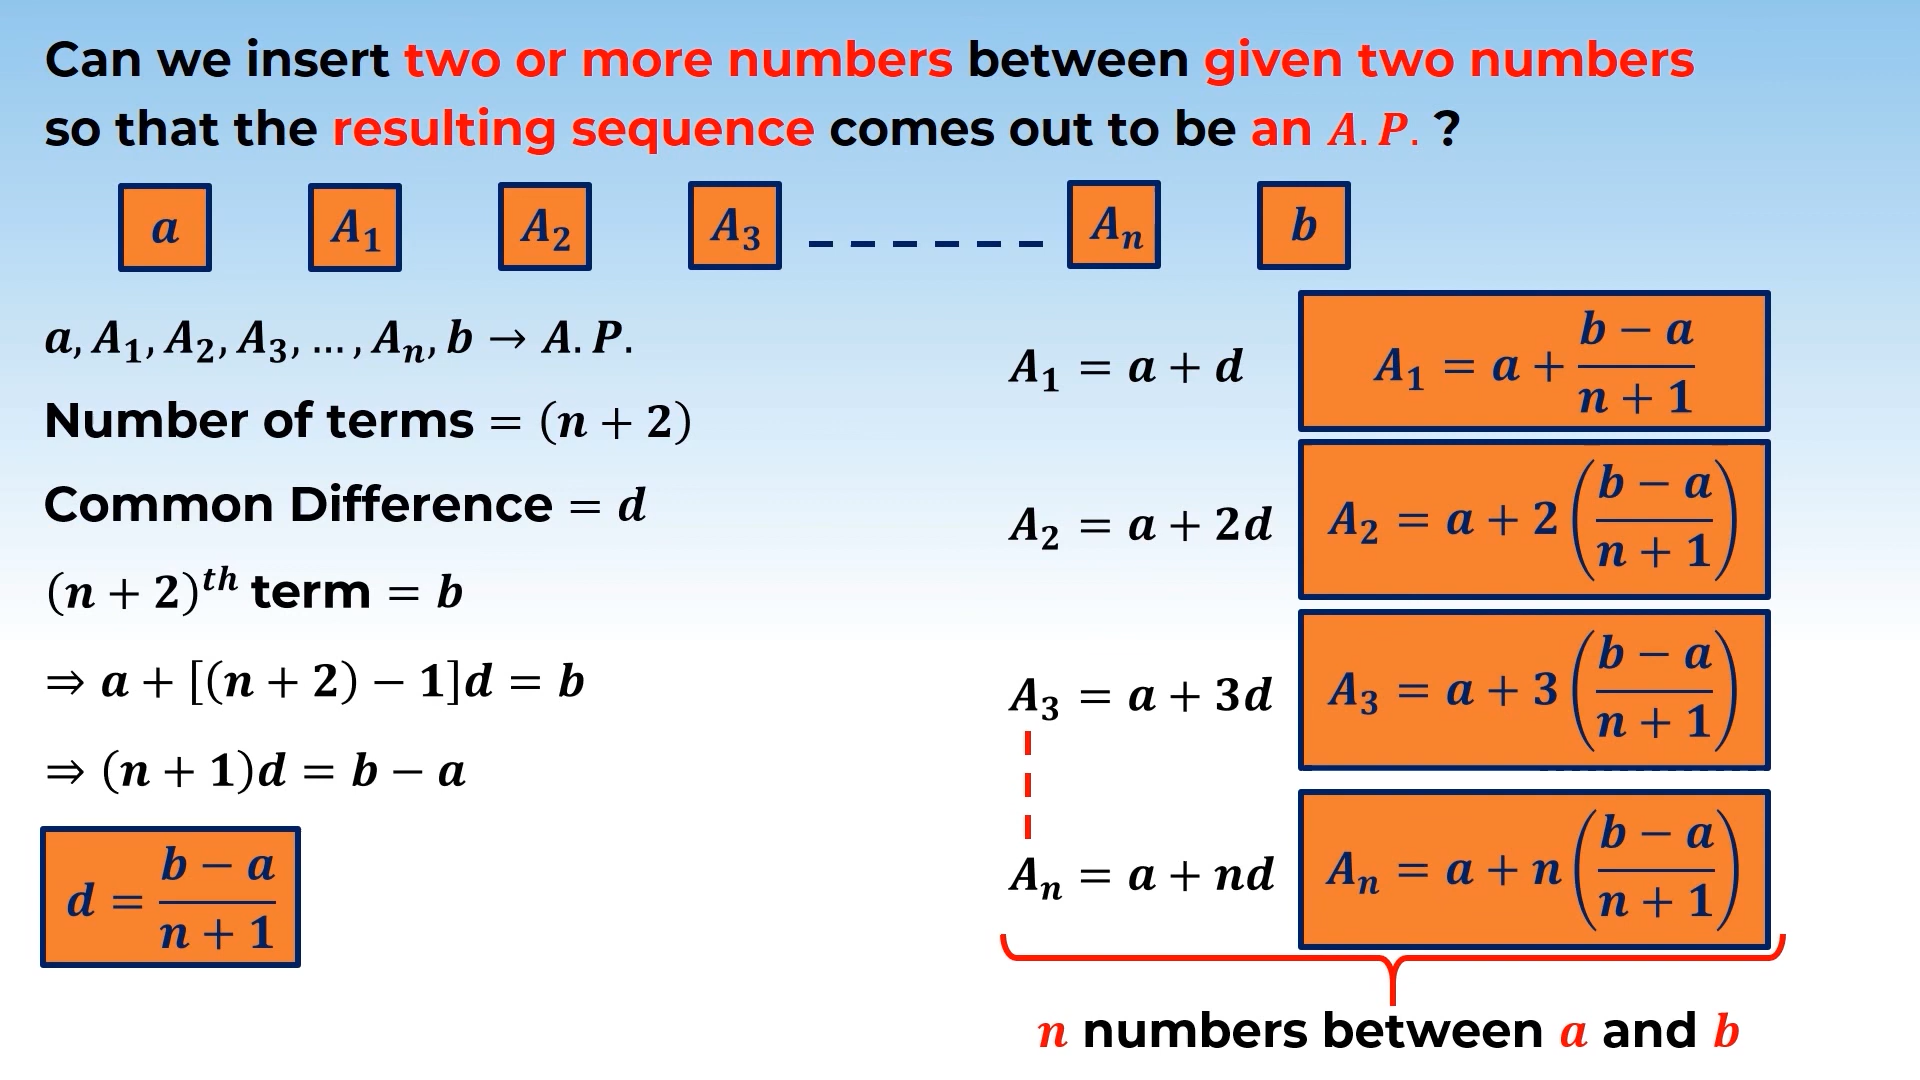 Can we insert two or more numbers between given two numbers
so that the resulting sequence comes out to be an A.P. ?
a A₁ A₂ A₃ – – – – – – Aₙ b
a, A₁, A₂, A₃, … , Aₙ, b → A.P.
Number of terms = (n + 2)
Common Difference = d
(n + 2)ᵗʰ term = b
⇒ a + [(n + 2) − 1]d = b
⇒ (n + 1)d = b − a
d = (b − a)/(n + 1)
A₁ = a + d A₁ = a + (b − a)/(n + 1)
A₂ = a + 2d A₂ = a + 2((b − a)/(n + 1))
A₃ = a + 3d A₃ = a + 3((b − a)/(n + 1))
Aₙ = a + nd Aₙ = a + n((b − a)/(n + 1))
n numbers between a and b